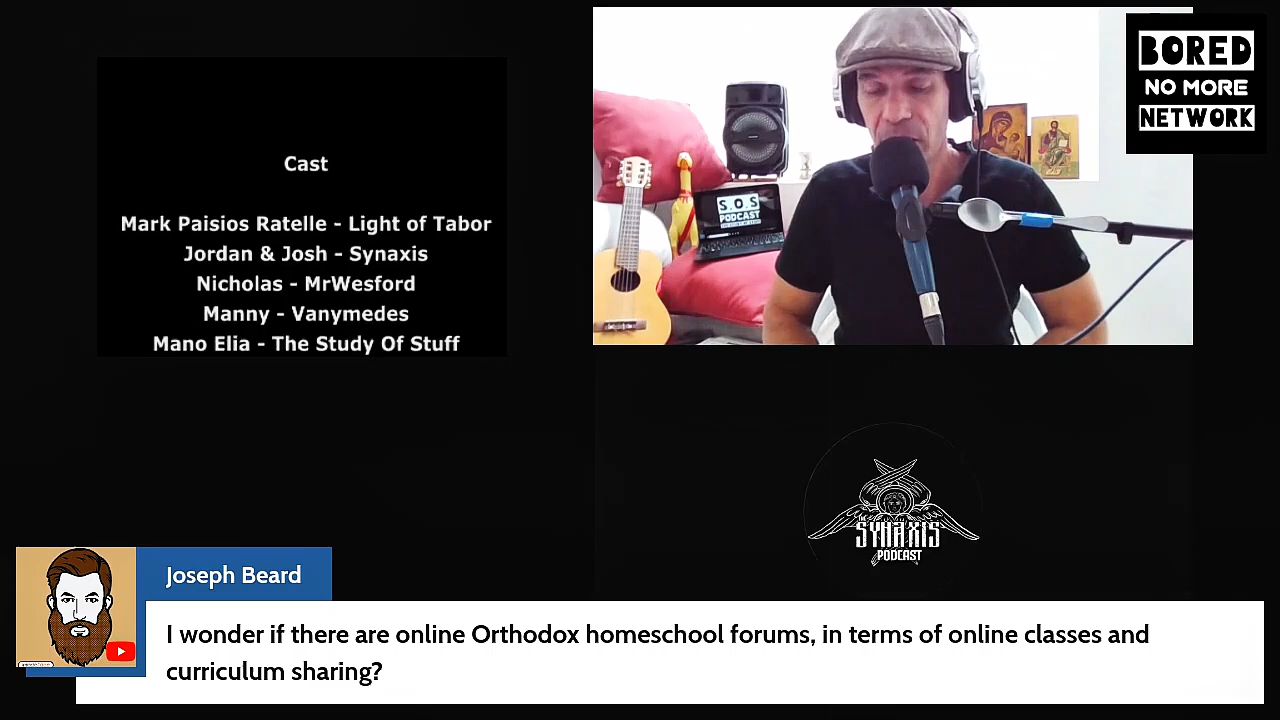 Cast
Mark Paisios Ratelle - Light of Tabor
Jordan & Josh - Synaxis
Nicholas - MrWesford
Manny - Vanymedes
Mano Elia - The Study Of Stuff
BORED
NO MORE
NETWORK
S.O.S
PODCAST
THE
SYNAXIS
PODCAST
Joseph Beard
I wonder if there are online Orthodox homeschool forums, in terms of online classes and
curriculum sharing?